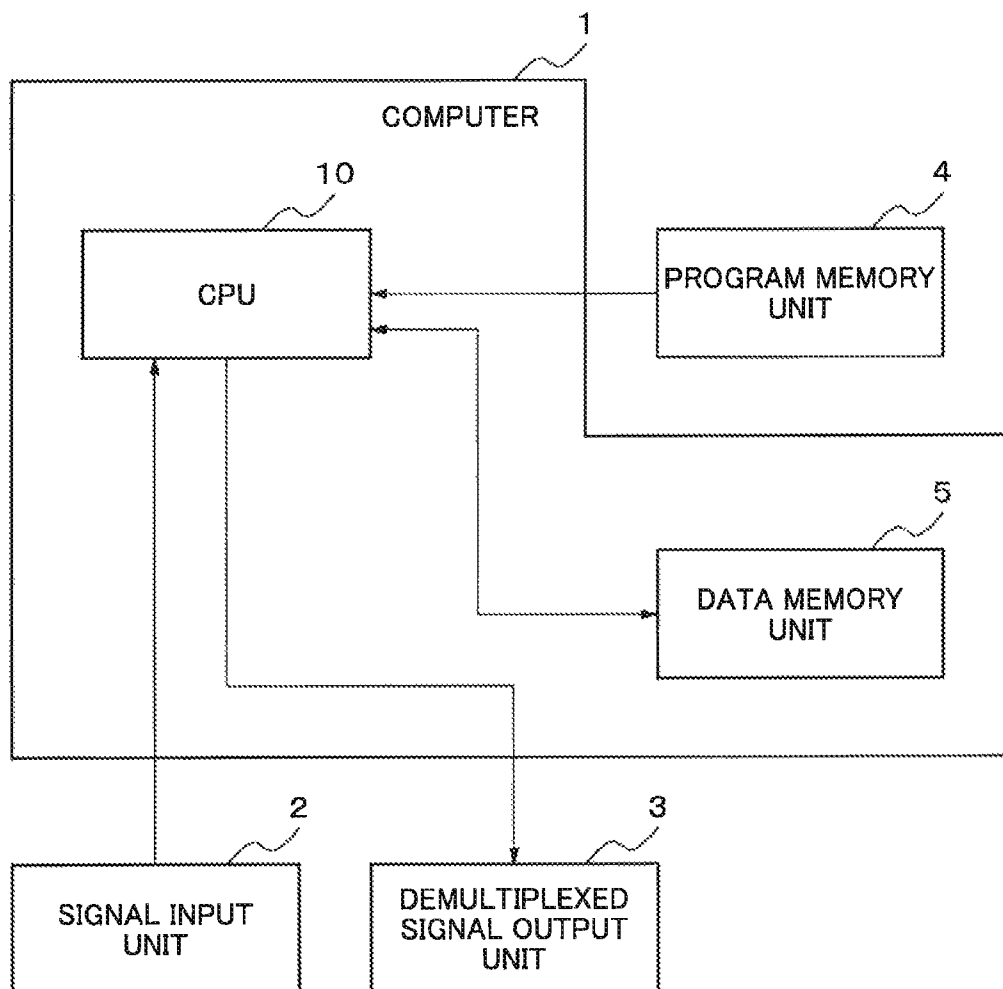 1
COMPUTER
10
CPU
4
PROGRAM MEMORY
UNIT
5
DATA MEMORY
UNIT
2
SIGNAL INPUT
UNIT
3
DEMULTIPLEXED
SIGNAL OUTPUT
UNIT